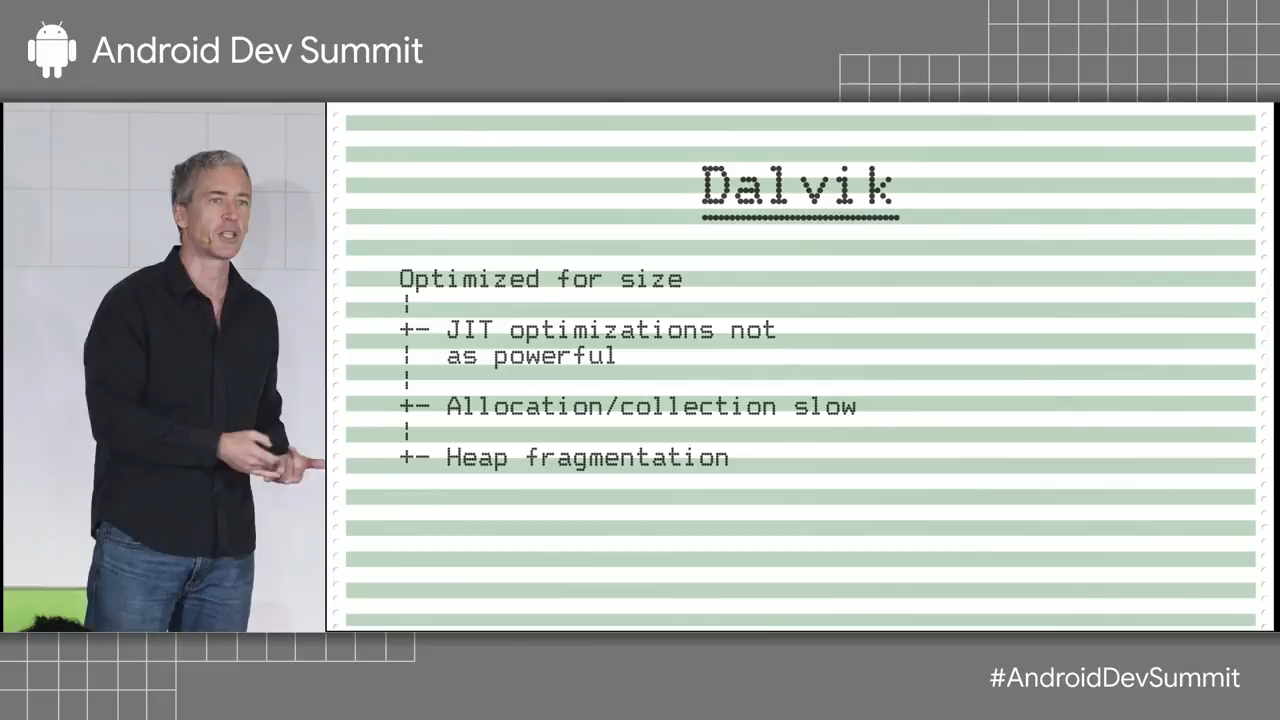 Android Dev Summit
Dalvik
Optimized for size
+- JIT optimizations not
as powerful
+- Allocation/collection slow
+- Heap fragmentation
#AndroidDevSummit